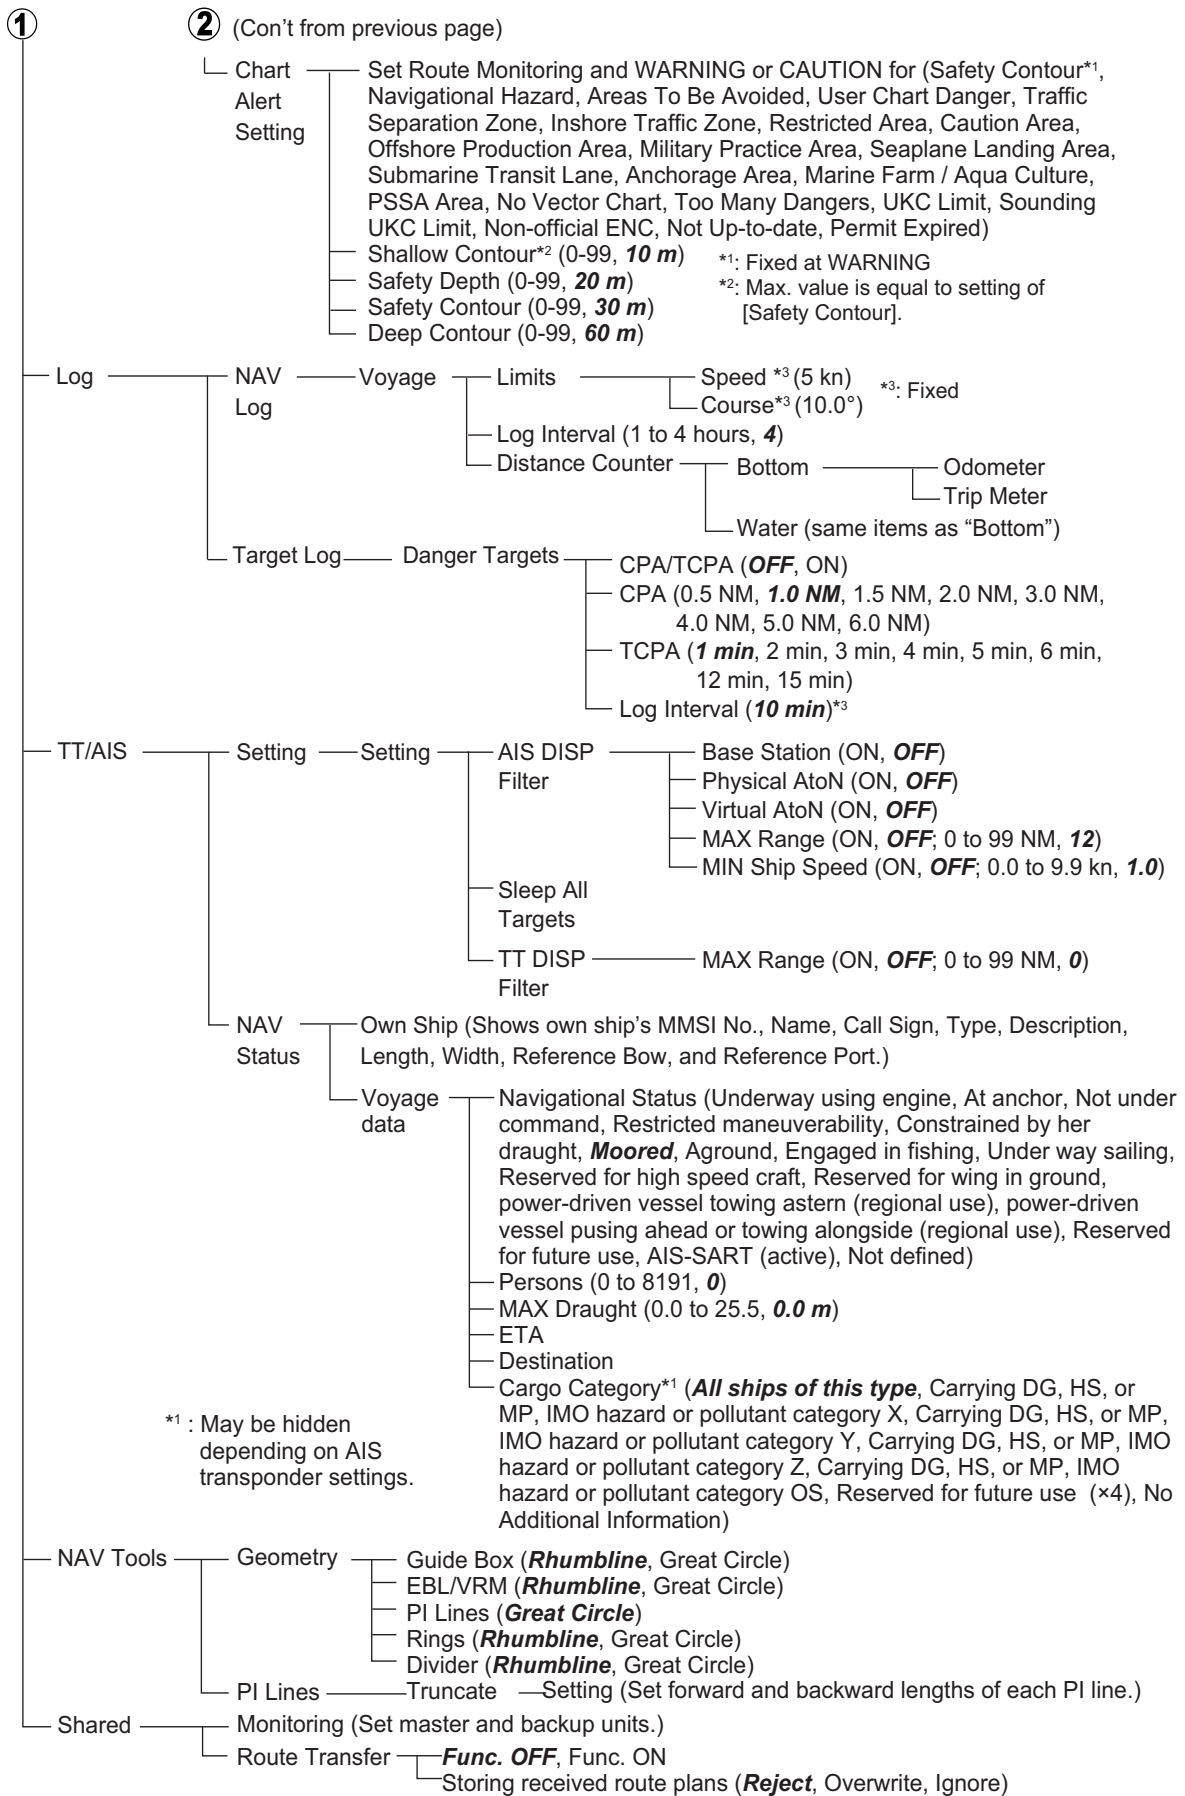 1
2 (Con't from previous page)
Chart
Alert
Setting
Set Route Monitoring and WARNING or CAUTION for (Safety Contour*1,
Navigational Hazard, Areas To Be Avoided, User Chart Danger, Traffic
Separation Zone, Inshore Traffic Zone, Restricted Area, Caution Area,
Offshore Production Area, Military Practice Area, Seaplane Landing Area,
Submarine Transit Lane, Anchorage Area, Marine Farm / Aqua Culture,
PSSA Area, No Vector Chart, Too Many Dangers, UKC Limit, Sounding
UKC Limit, Non-official ENC, Not Up-to-date, Permit Expired)
Shallow Contour*2 (0-99, 10 m)
Safety Depth (0-99, 20 m)
Safety Contour (0-99, 30 m)
Deep Contour (0-99, 60 m)
*1: Fixed at WARNING
*2: Max. value is equal to setting of
[Safety Contour].
Log
NAV
Log
Voyage
Limits
Speed *3 (5 kn)
Course*3 (10.0°)
*3: Fixed
Log Interval (1 to 4 hours, 4)
Distance Counter
Bottom
Odometer
Trip Meter
Water (same items as “Bottom”)
Target Log
Danger Targets
CPA/TCPA (OFF, ON)
CPA (0.5 NM, 1.0 NM, 1.5 NM, 2.0 NM, 3.0 NM,
4.0 NM, 5.0 NM, 6.0 NM)
TCPA (1 min, 2 min, 3 min, 4 min, 5 min, 6 min,
12 min, 15 min)
Log Interval (10 min)*3
TT/AIS
Setting
Setting
AIS DISP
Filter
Base Station (ON, OFF)
Physical AtoN (ON, OFF)
Virtual AtoN (ON, OFF)
MAX Range (ON, OFF; 0 to 99 NM, 12)
MIN Ship Speed (ON, OFF; 0.0 to 9.9 kn, 1.0)
Sleep All
Targets
TT DISP
Filter
MAX Range (ON, OFF; 0 to 99 NM, 0)
NAV
Status
Own Ship (Shows own ship's MMSI No., Name, Call Sign, Type, Description,
Length, Width, Reference Bow, and Reference Port.)
Voyage
data
Navigational Status (Underway using engine, At anchor, Not under
command, Restricted maneuverability, Constrained by her
draught, Moored, Aground, Engaged in fishing, Under way sailing,
Reserved for high speed craft, Reserved for wing in ground,
power-driven vessel towing astern (regional use), power-driven
vessel pusing ahead or towing alongside (regional use), Reserved
for future use, AIS-SART (active), Not defined)
Persons (0 to 8191, 0)
MAX Draught (0.0 to 25.5, 0.0 m)
ETA
Destination
Cargo Category*1 (All ships of this type, Carrying DG, HS, or
MP, IMO hazard or pollutant category X, Carrying DG, HS, or MP,
IMO hazard or pollutant category Y, Carrying DG, HS, or MP, IMO
hazard or pollutant category Z, Carrying DG, HS, or MP, IMO
hazard or pollutant category OS, Reserved for future use (×4), No
Additional Information)
*1 : May be hidden
depending on AIS
transponder settings.
NAV Tools
Geometry
Guide Box (Rhumbline, Great Circle)
EBL/VRM (Rhumbline, Great Circle)
PI Lines (Great Circle)
Rings (Rhumbline, Great Circle)
Divider (Rhumbline, Great Circle)
PI Lines
Truncate
Setting (Set forward and backward lengths of each PI line.)
Shared
Monitoring (Set master and backup units.)
Route Transfer
Func. OFF, Func. ON
Storing received route plans (Reject, Overwrite, Ignore)